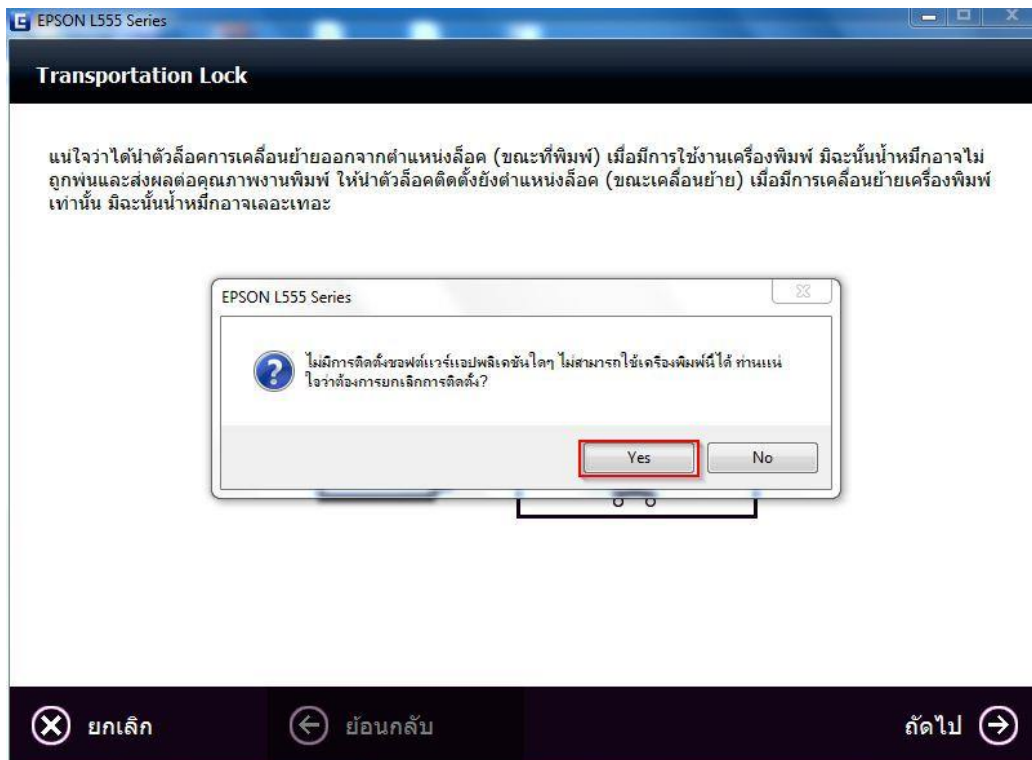 EPSON L555 Series
Transportation Lock
แน่ใจว่าได้นำตัวล็อคการเคลื่อนย้ายออกจากตำแหน่งล็อค (ขณะที่พิมพ์) เมื่อมีการใช้งานเครื่องพิมพ์ มิฉะนั้นน้ำหมึกอาจไม่
ถูกพ่นและส่งผลต่อคุณภาพงานพิมพ์ ให้นำตัวล็อคติดตั้งยังตำแหน่งล็อค (ขณะเคลื่อนย้าย) เมื่อมีการเคลื่อนย้ายเครื่องพิมพ์
เท่านั้น มิฉะนั้นน้ำหมึกอาจเลอะเทอะ
EPSON L555 Series
ไม่มีการติดตั้งซอฟต์แวร์แอปพลิเคชันใดๆ ไม่สามารถใช้เครื่องพิมพ์นี้ได้ ท่านแน่
ใจว่าต้องการยกเลิกการติดตั้ง?
Yes No
ยกเลิก ย้อนกลับ ถัดไป